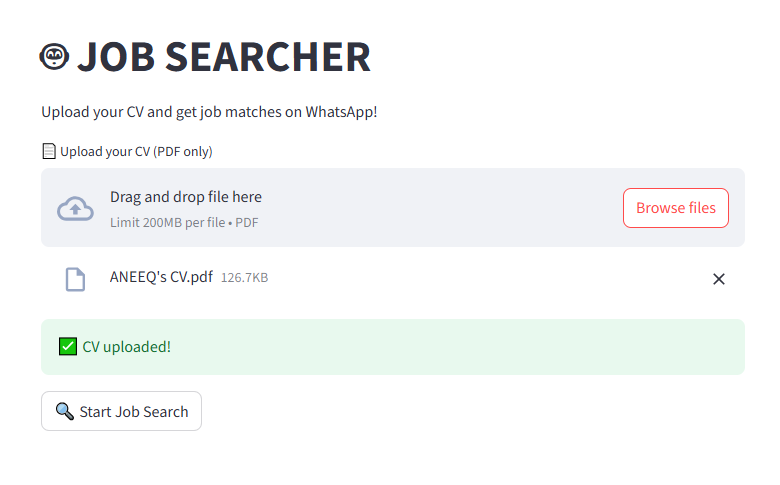 JOB SEARCHER
Upload your CV and get job matches on WhatsApp!
Upload your CV (PDF only)
Drag and drop file here
Limit 200MB per file • PDF
Browse files
ANEEQ's CV.pdf 126.7KB
CV uploaded!
Start Job Search